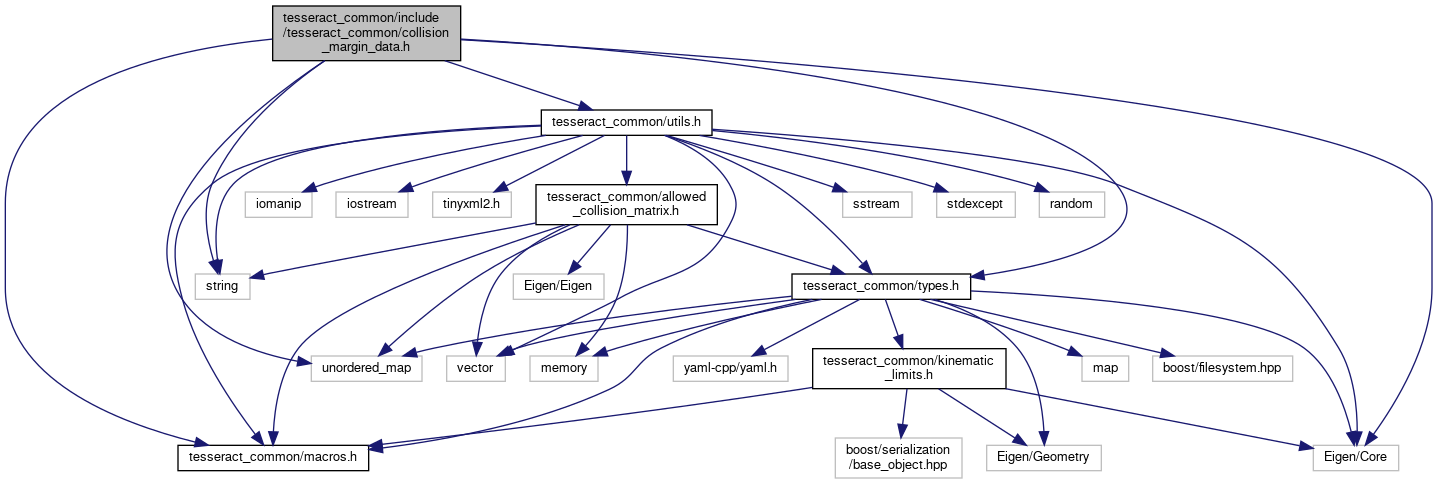 tesseract_common/include
/tesseract_common/collision
_margin_data.h
tesseract_common/utils.h
iomanip
iostream
tinyxml2.h
tesseract_common/allowed
_collision_matrix.h
sstream
stdexcept
random
string
Eigen/Eigen
tesseract_common/types.h
unordered_map
vector
memory
yaml-cpp/yaml.h
tesseract_common/kinematic
_limits.h
map
boost/filesystem.hpp
tesseract_common/macros.h
boost/serialization
/base_object.hpp
Eigen/Geometry
Eigen/Core